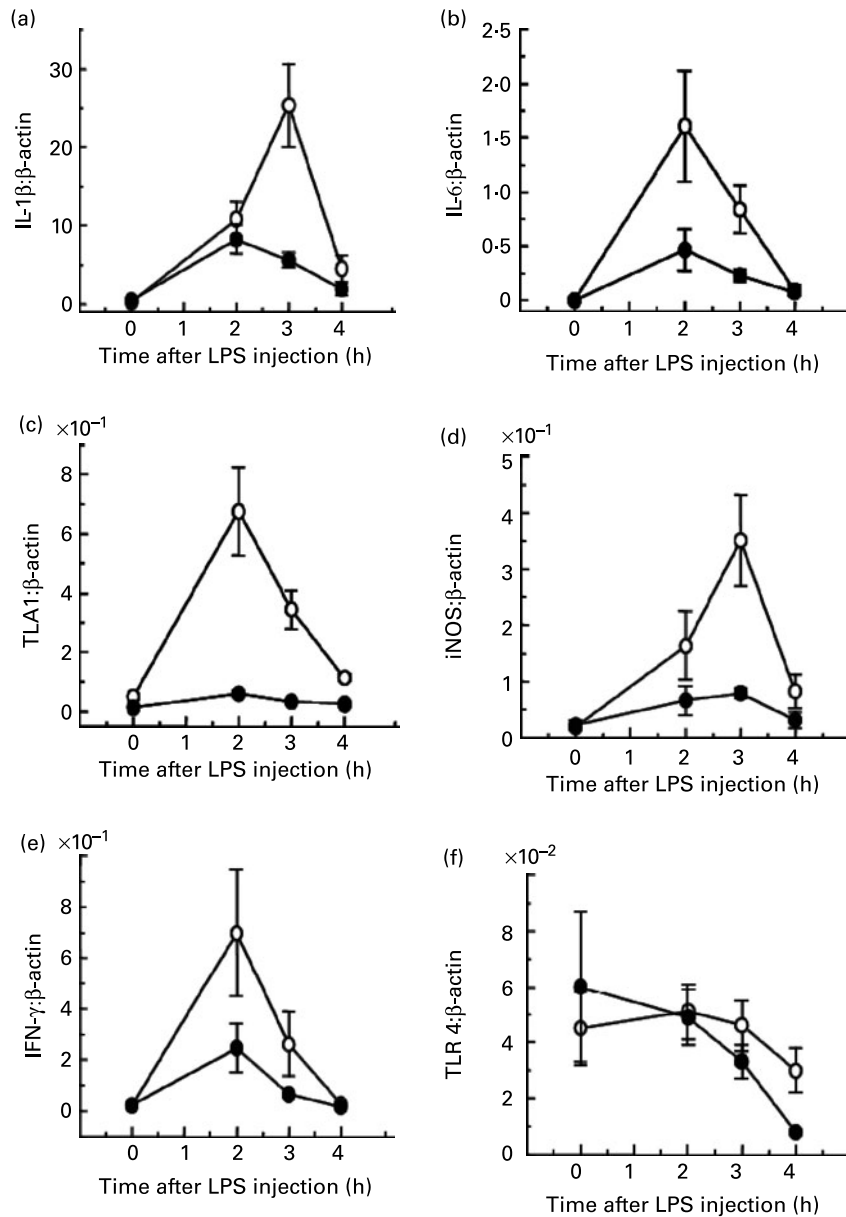 (a)
IL-1β:β-actin
30
20
10
0
0 1 2 3 4
Time after LPS injection (h)
(b)
IL-6:β-actin
2·5
2·0
1·5
1·0
0·5
0
0 1 2 3 4
Time after LPS injection (h)
(c) ×10⁻¹
TLA1:β-actin
8
6
4
2
0
0 1 2 3 4
Time after LPS injection (h)
(d) ×10⁻¹
iNOS:β-actin
5
4
3
2
1
0
0 1 2 3 4
Time after LPS injection (h)
(e) ×10⁻¹
IFN-γ:β-actin
8
6
4
2
0
0 1 2 3 4
Time after LPS injection (h)
(f) ×10⁻²
TLR 4:β-actin
8
6
4
2
0
0 1 2 3 4
Time after LPS injection (h)